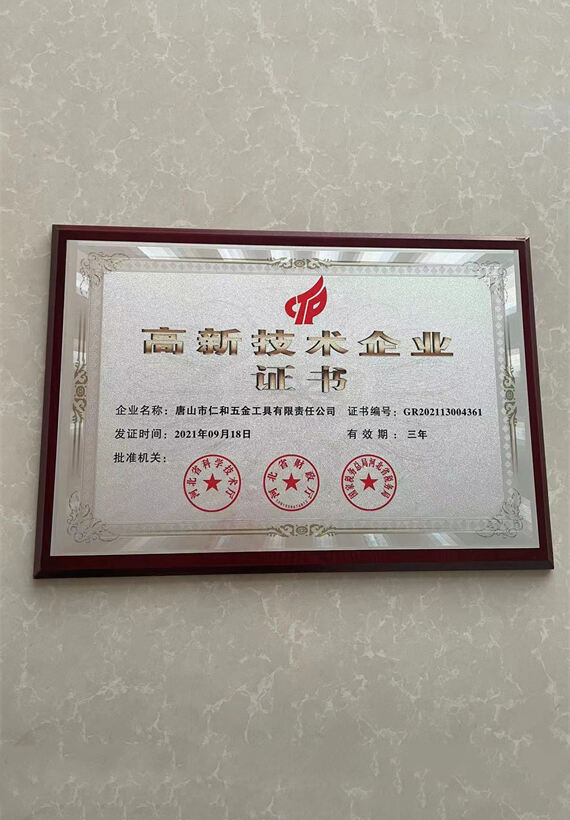 CTP
高新技术企业
证书
企业名称：唐山市仁和五金工具有限责任公司 证书编号：GR202113004361
发证时间：2021年09月18日 有效期：三年
批准机关：
河北省科学技术厅 河北省财政厅 国家税务总局河北省税务局